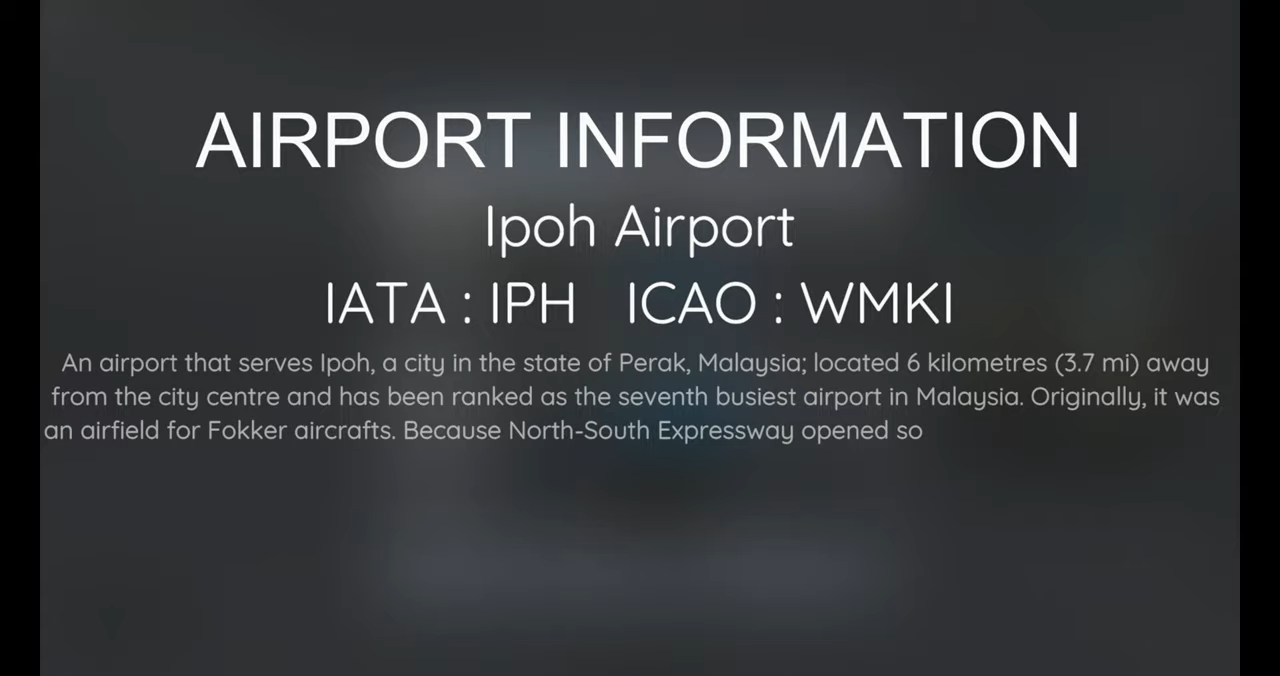 AIRPORT INFORMATION
Ipoh Airport
IATA : IPH ICAO : WMKI
An airport that serves Ipoh, a city in the state of Perak, Malaysia; located 6 kilometres (3.7 mi) away
from the city centre and has been ranked as the seventh busiest airport in Malaysia. Originally, it was
an airfield for Fokker aircrafts. Because North-South Expressway opened so